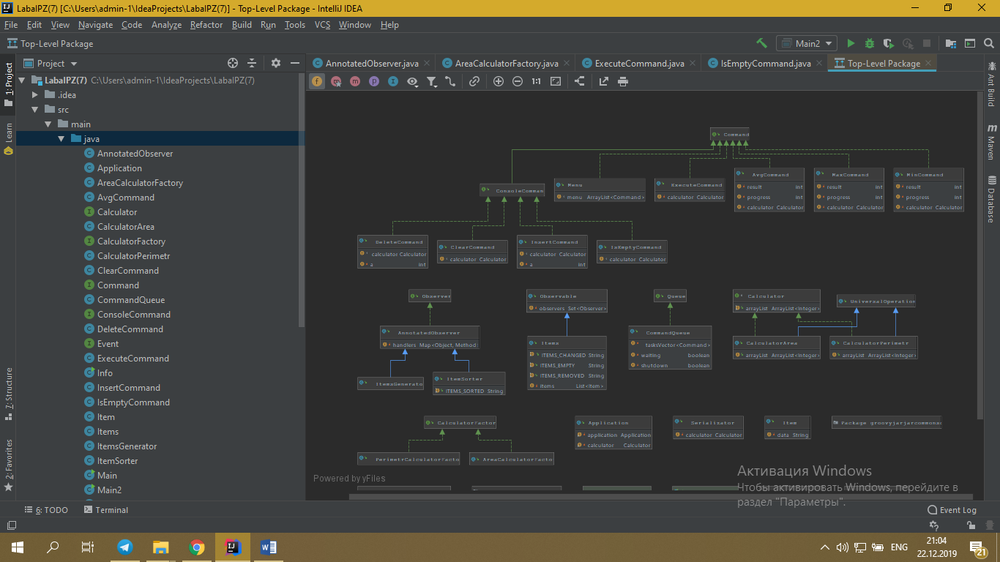 LabaIPZ(7) [C:\Users\admin-1\IdeaProjects\LabaIPZ(7)] - Top-Level Package - IntelliJ IDEA
File Edit View Navigate Code Analyze Refactor Build Run Tools VCS Window Help
Top-Level Package
Main2
1: Project
Learn
7: Structure
2: Favorites
Project
LabaIPZ(7) C:\Users\admin-1\IdeaProjects\LabaIPZ(7)
.idea
src
main
java
AnnotatedObserver
Application
AreaCalculatorFactory
AvgCommand
Calculator
CalculatorArea
CalculatorFactory
CalculatorPerimetr
ClearCommand
Command
CommandQueue
ConsoleCommand
DeleteCommand
Event
ExecuteCommand
Info
InsertCommand
IsEmptyCommand
Item
Items
ItemsGenerator
ItemSorter
Main
Main2
AnnotatedObserver.java AreaCalculatorFactory.java ExecuteCommand.java IsEmptyCommand.java Top-Level Package
1:1
Command
ConsoleComman
Menu
menu ArrayList<Command>
ExecuteCommand
calculator Calculator
AvgCommand
result int
progress int
calculator Calculator
MaxCommand
result int
progress int
calculator Calculator
MinCommand
result int
progress int
calculator Calculator
DeleteCommand
calculator Calculator
a int
ClearCommand
calculator Calculator
InsertCommand
calculator Calculator
a int
IsEmptyCommand
calculator Calculator
Observer
Observable
observers Set<Observer>
Queue
Calculator
arrayList ArrayList<Integer>
UniversalOperation
AnnotatedObserver
handlers Map<Object, Method>
Items
ITEMS_CHANGED String
ITEMS_EMPTY String
ITEMS_REMOVED String
items List<Item>
CommandQueue
tasksVector<Command>
waiting boolean
shutdown boolean
CalculatorArea
arrayList ArrayList<Integer>
CalculatorPerimetr
arrayList ArrayList<Integer>
ItemsGenerato
ItemSorter
ITEMS_SORTED String
CalculatorFactor
Application
application Application
calculator Calculator
Serializator
calculator Calculator
Item
data String
Package groovyjarjarcommonsc
PerimetrCalculatorFacto
AreaCalculatorFacto
Powered by yFiles
Ant Build
Maven
Database
Активация Windows
Чтобы активировать Windows, перейдите в
раздел "Параметры".
6: TODO Terminal Event Log
ENG
21:04
22.12.2019
21